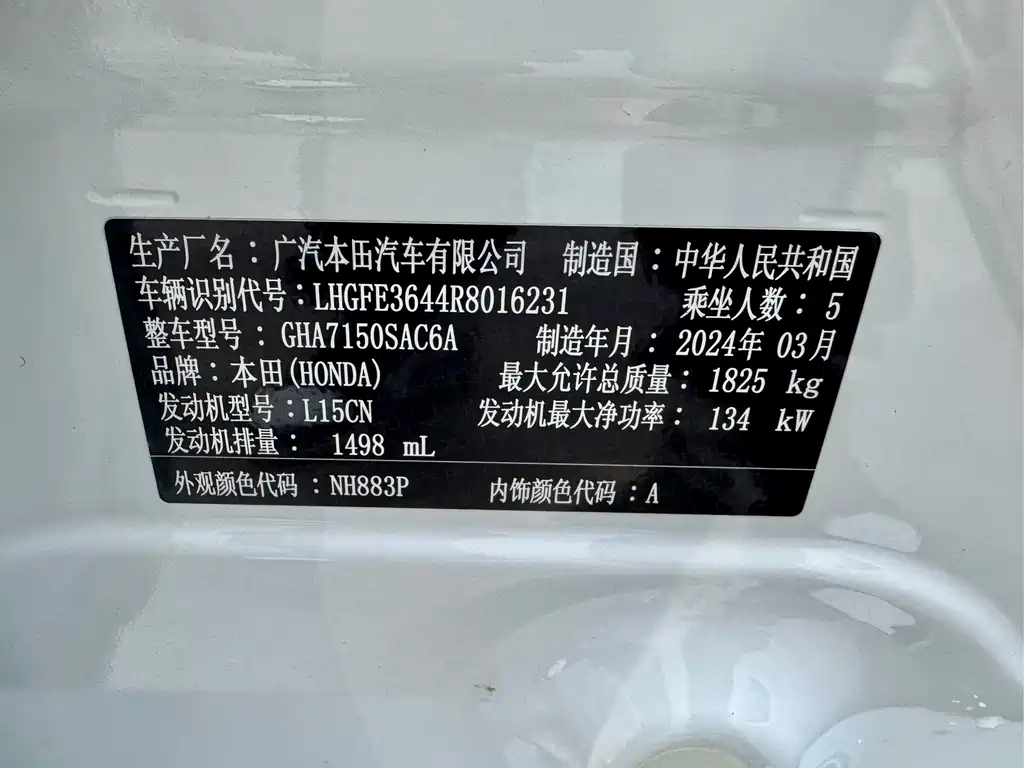 生产厂名：广汽本田汽车有限公司 制造国：中华人民共和国
车辆识别代号：LHGFE3644R8016231 乘坐人数：5
整车型号：GHA7150SAC6A 制造年月：2024年 03月
品牌：本田(HONDA) 最大允许总质量：1825 kg
发动机型号：L15CN 发动机最大净功率：134 kW
发动机排量：1498 mL
外观颜色代码：NH883P 内饰颜色代码：A